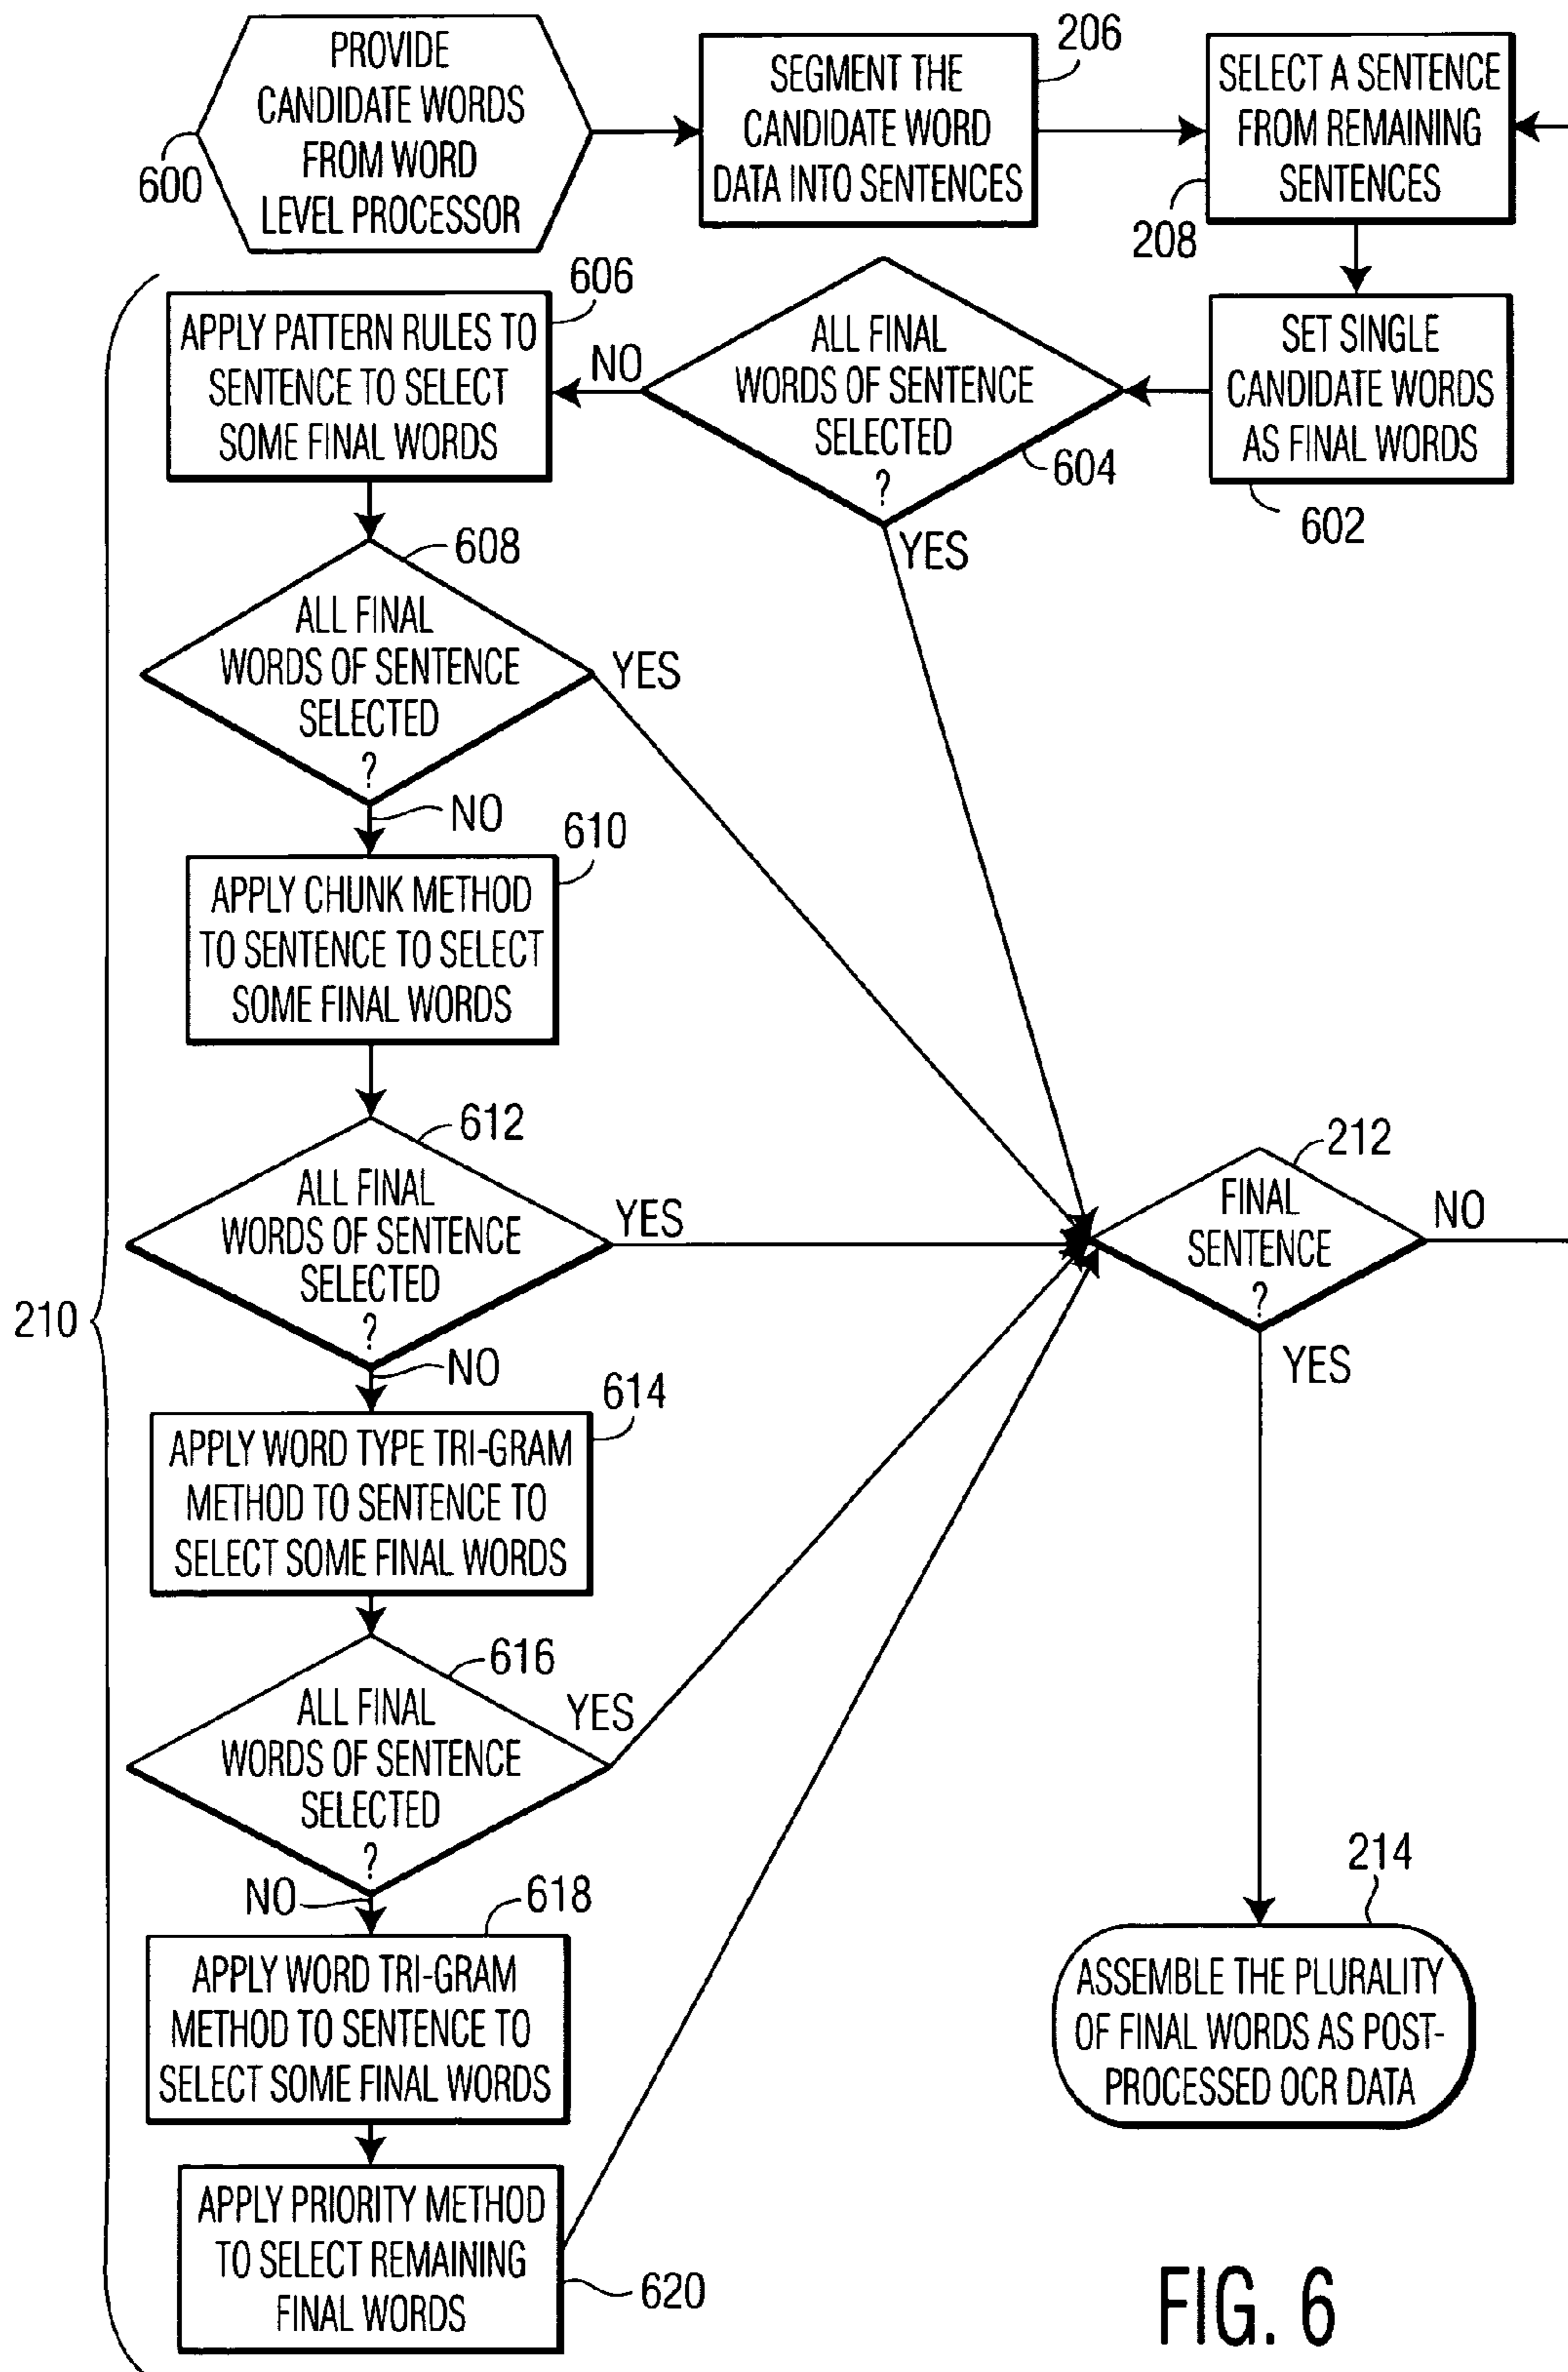 PROVIDE
CANDIDATE WORDS
FROM WORD
LEVEL PROCESSOR
600
SEGMENT THE
CANDIDATE WORD
DATA INTO SENTENCES
206
SELECT A SENTENCE
FROM REMAINING
SENTENCES
208
SET SINGLE
CANDIDATE WORDS
AS FINAL WORDS
602
ALL FINAL
WORDS OF SENTENCE
SELECTED
?
604
NO
YES
606
APPLY PATTERN RULES TO
SENTENCE TO SELECT
SOME FINAL WORDS
608
ALL FINAL
WORDS OF SENTENCE
SELECTED
?
YES
NO
610
APPLY CHUNK METHOD
TO SENTENCE TO SELECT
SOME FINAL WORDS
612
ALL FINAL
WORDS OF SENTENCE
SELECTED
?
YES
NO
210
614
APPLY WORD TYPE TRI-GRAM
METHOD TO SENTENCE TO
SELECT SOME FINAL WORDS
616
ALL FINAL
WORDS OF SENTENCE
SELECTED
?
YES
NO
618
APPLY WORD TRI-GRAM
METHOD TO SENTENCE TO
SELECT SOME FINAL WORDS
APPLY PRIORITY METHOD
TO SELECT REMAINING
FINAL WORDS
620
212
FINAL
SENTENCE
?
NO
YES
214
ASSEMBLE THE PLURALITY
OF FINAL WORDS AS POST-
PROCESSED OCR DATA
FIG. 6